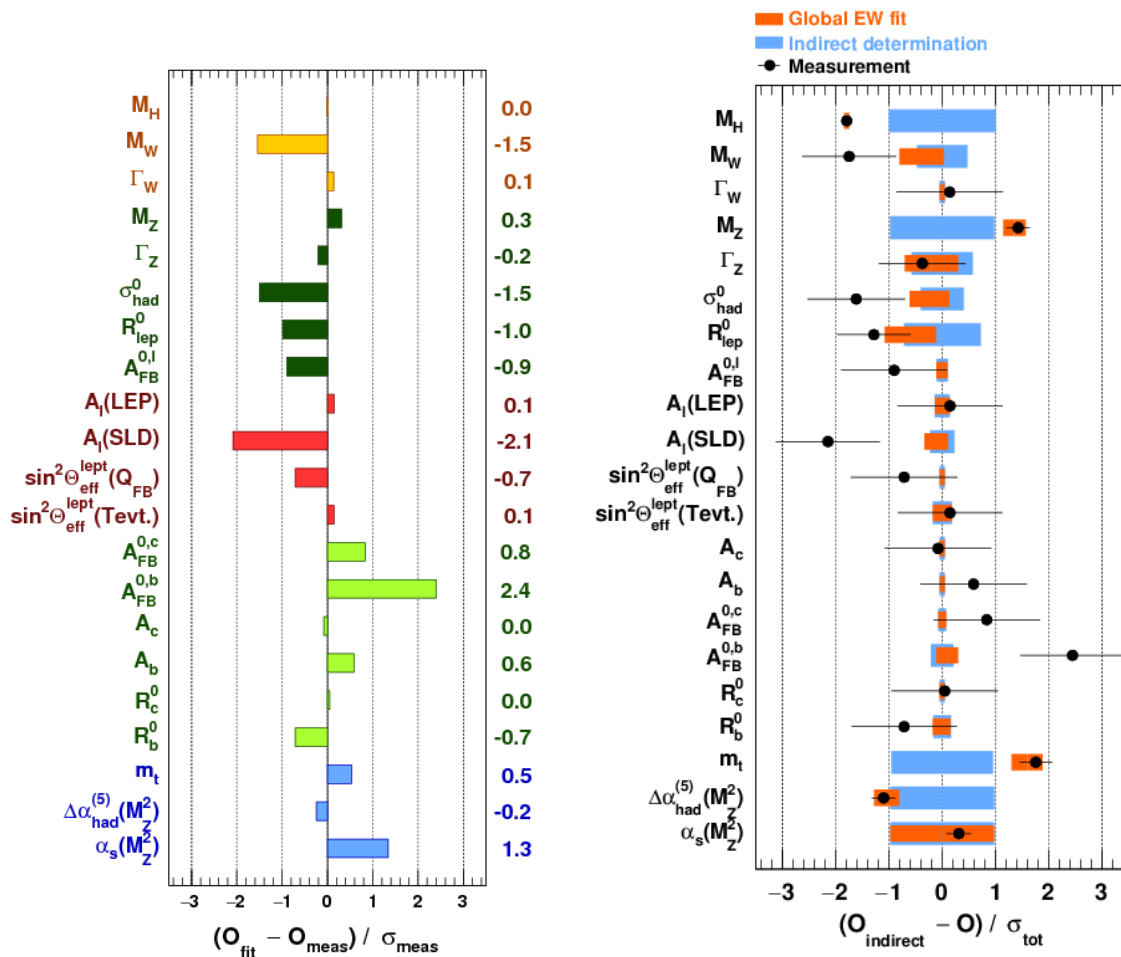 M_H 0.0
M_W -1.5
Γ_W 0.1
M_Z 0.3
Γ_Z -0.2
σ^0_had -1.5
R^0_lep -1.0
A^0,l_FB -0.9
A_l(LEP) 0.1
A_l(SLD) -2.1
sin²Θ^lept_eff(Q_FB) -0.7
sin²Θ^lept_eff(Tevt.) 0.1
A^0,c_FB 0.8
A^0,b_FB 2.4
A_c 0.0
A_b 0.6
R^0_c 0.0
R^0_b -0.7
m_t 0.5
Δα^(5)_had(M²_Z) -0.2
α_s(M²_Z) 1.3
−3 −2 −1 0 1 2 3
(O_fit − O_meas) / σ_meas
Global EW fit
Indirect determination
Measurement
M_H
M_W
Γ_W
M_Z
Γ_Z
σ^0_had
R^0_lep
A^0,l_FB
A_l(LEP)
A_l(SLD)
sin²Θ^lept_eff(Q_FB)
sin²Θ^lept_eff(Tevt.)
A_c
A_b
A^0,c_FB
A^0,b_FB
R^0_c
R^0_b
m_t
Δα^(5)_had(M²_Z)
α_s(M²_Z)
−3 −2 −1 0 1 2 3
(O_indirect − O) / σ_tot